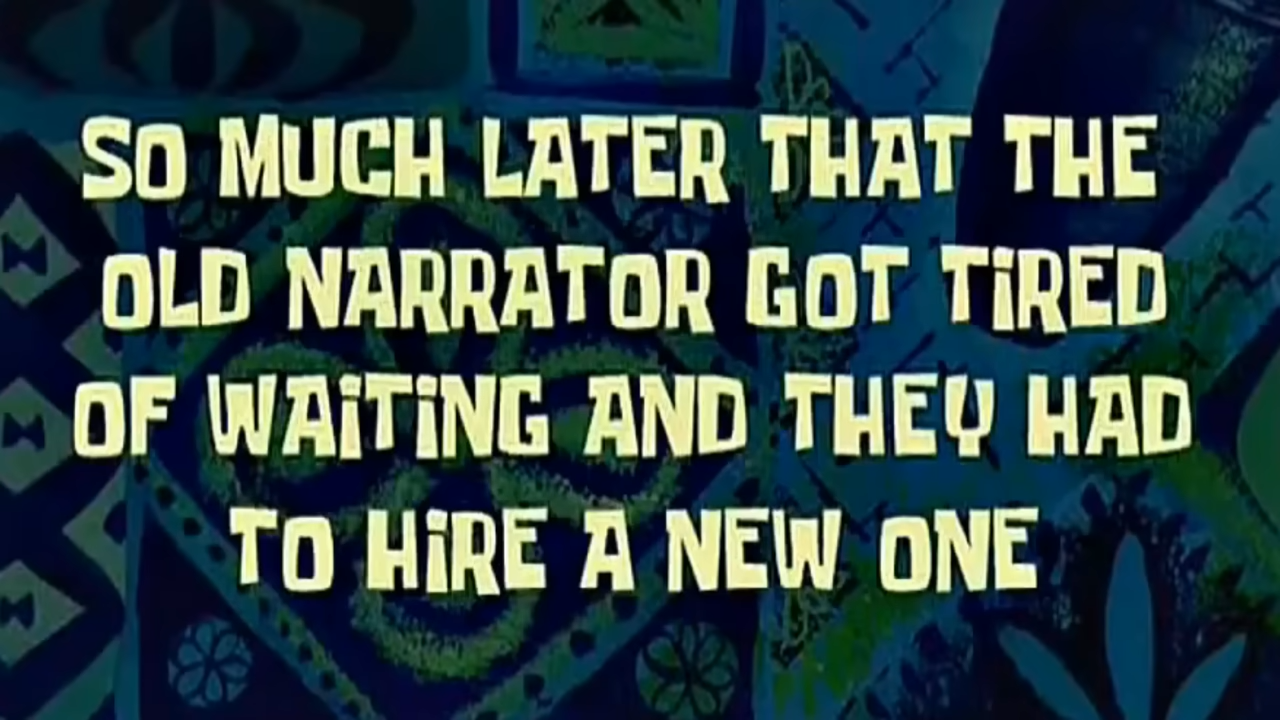 SO MUCH LATER THAT THE
OLD NARRATOR GOT TIRED
OF WAITING AND THEY HAD
TO HIRE A NEW ONE